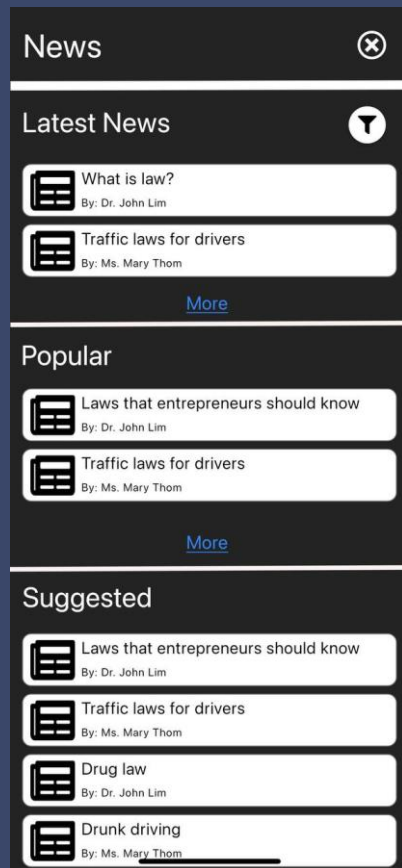 News
Latest News
What is law?
By: Dr. John Lim
Traffic laws for drivers
By: Ms. Mary Thom
More
Popular
Laws that entrepreneurs should know
By: Dr. John Lim
Traffic laws for drivers
By: Ms. Mary Thom
More
Suggested
Laws that entrepreneurs should know
By: Dr. John Lim
Traffic laws for drivers
By: Ms. Mary Thom
Drug law
By: Dr. John Lim
Drunk driving
By: Ms. Mary Thom